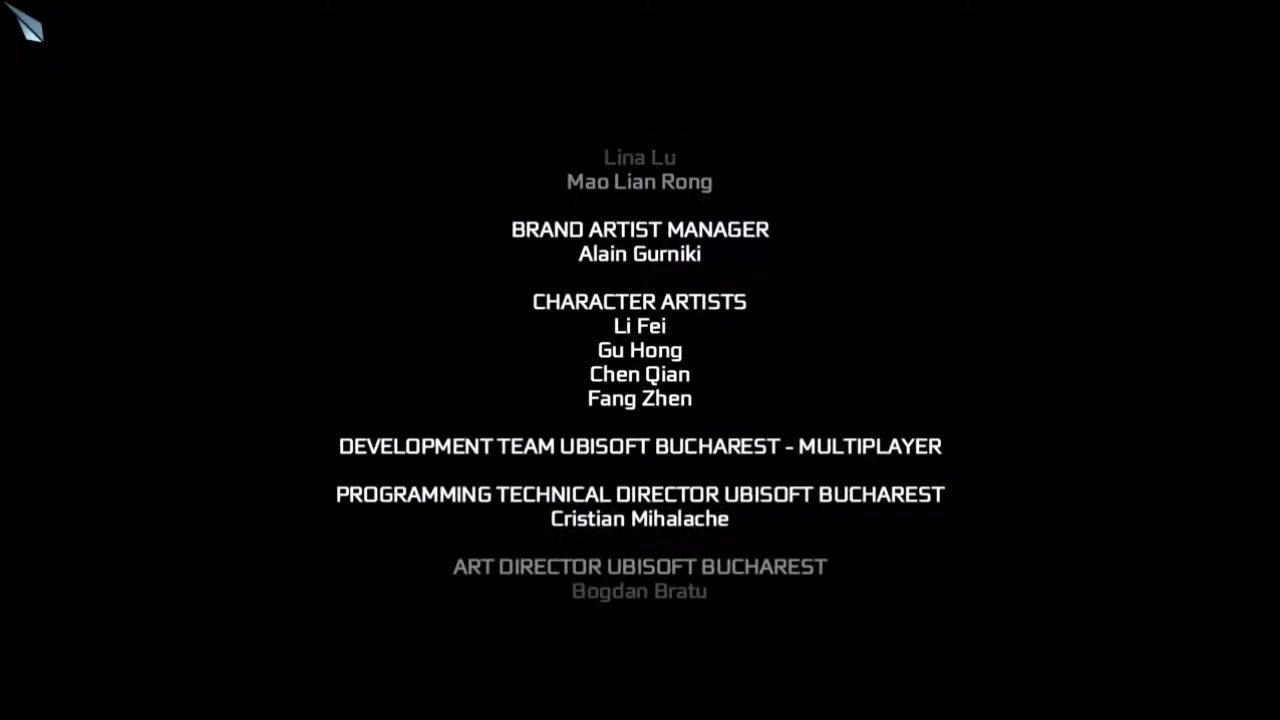 Lina Lu
Mao Lian Rong
BRAND ARTIST MANAGER
Alain Gurniki
CHARACTER ARTISTS
Li Fei
Gu Hong
Chen Qian
Fang Zhen
DEVELOPMENT TEAM UBISOFT BUCHAREST - MULTIPLAYER
PROGRAMMING TECHNICAL DIRECTOR UBISOFT BUCHAREST
Cristian Mihalache
ART DIRECTOR UBISOFT BUCHAREST
Bogdan Bratu